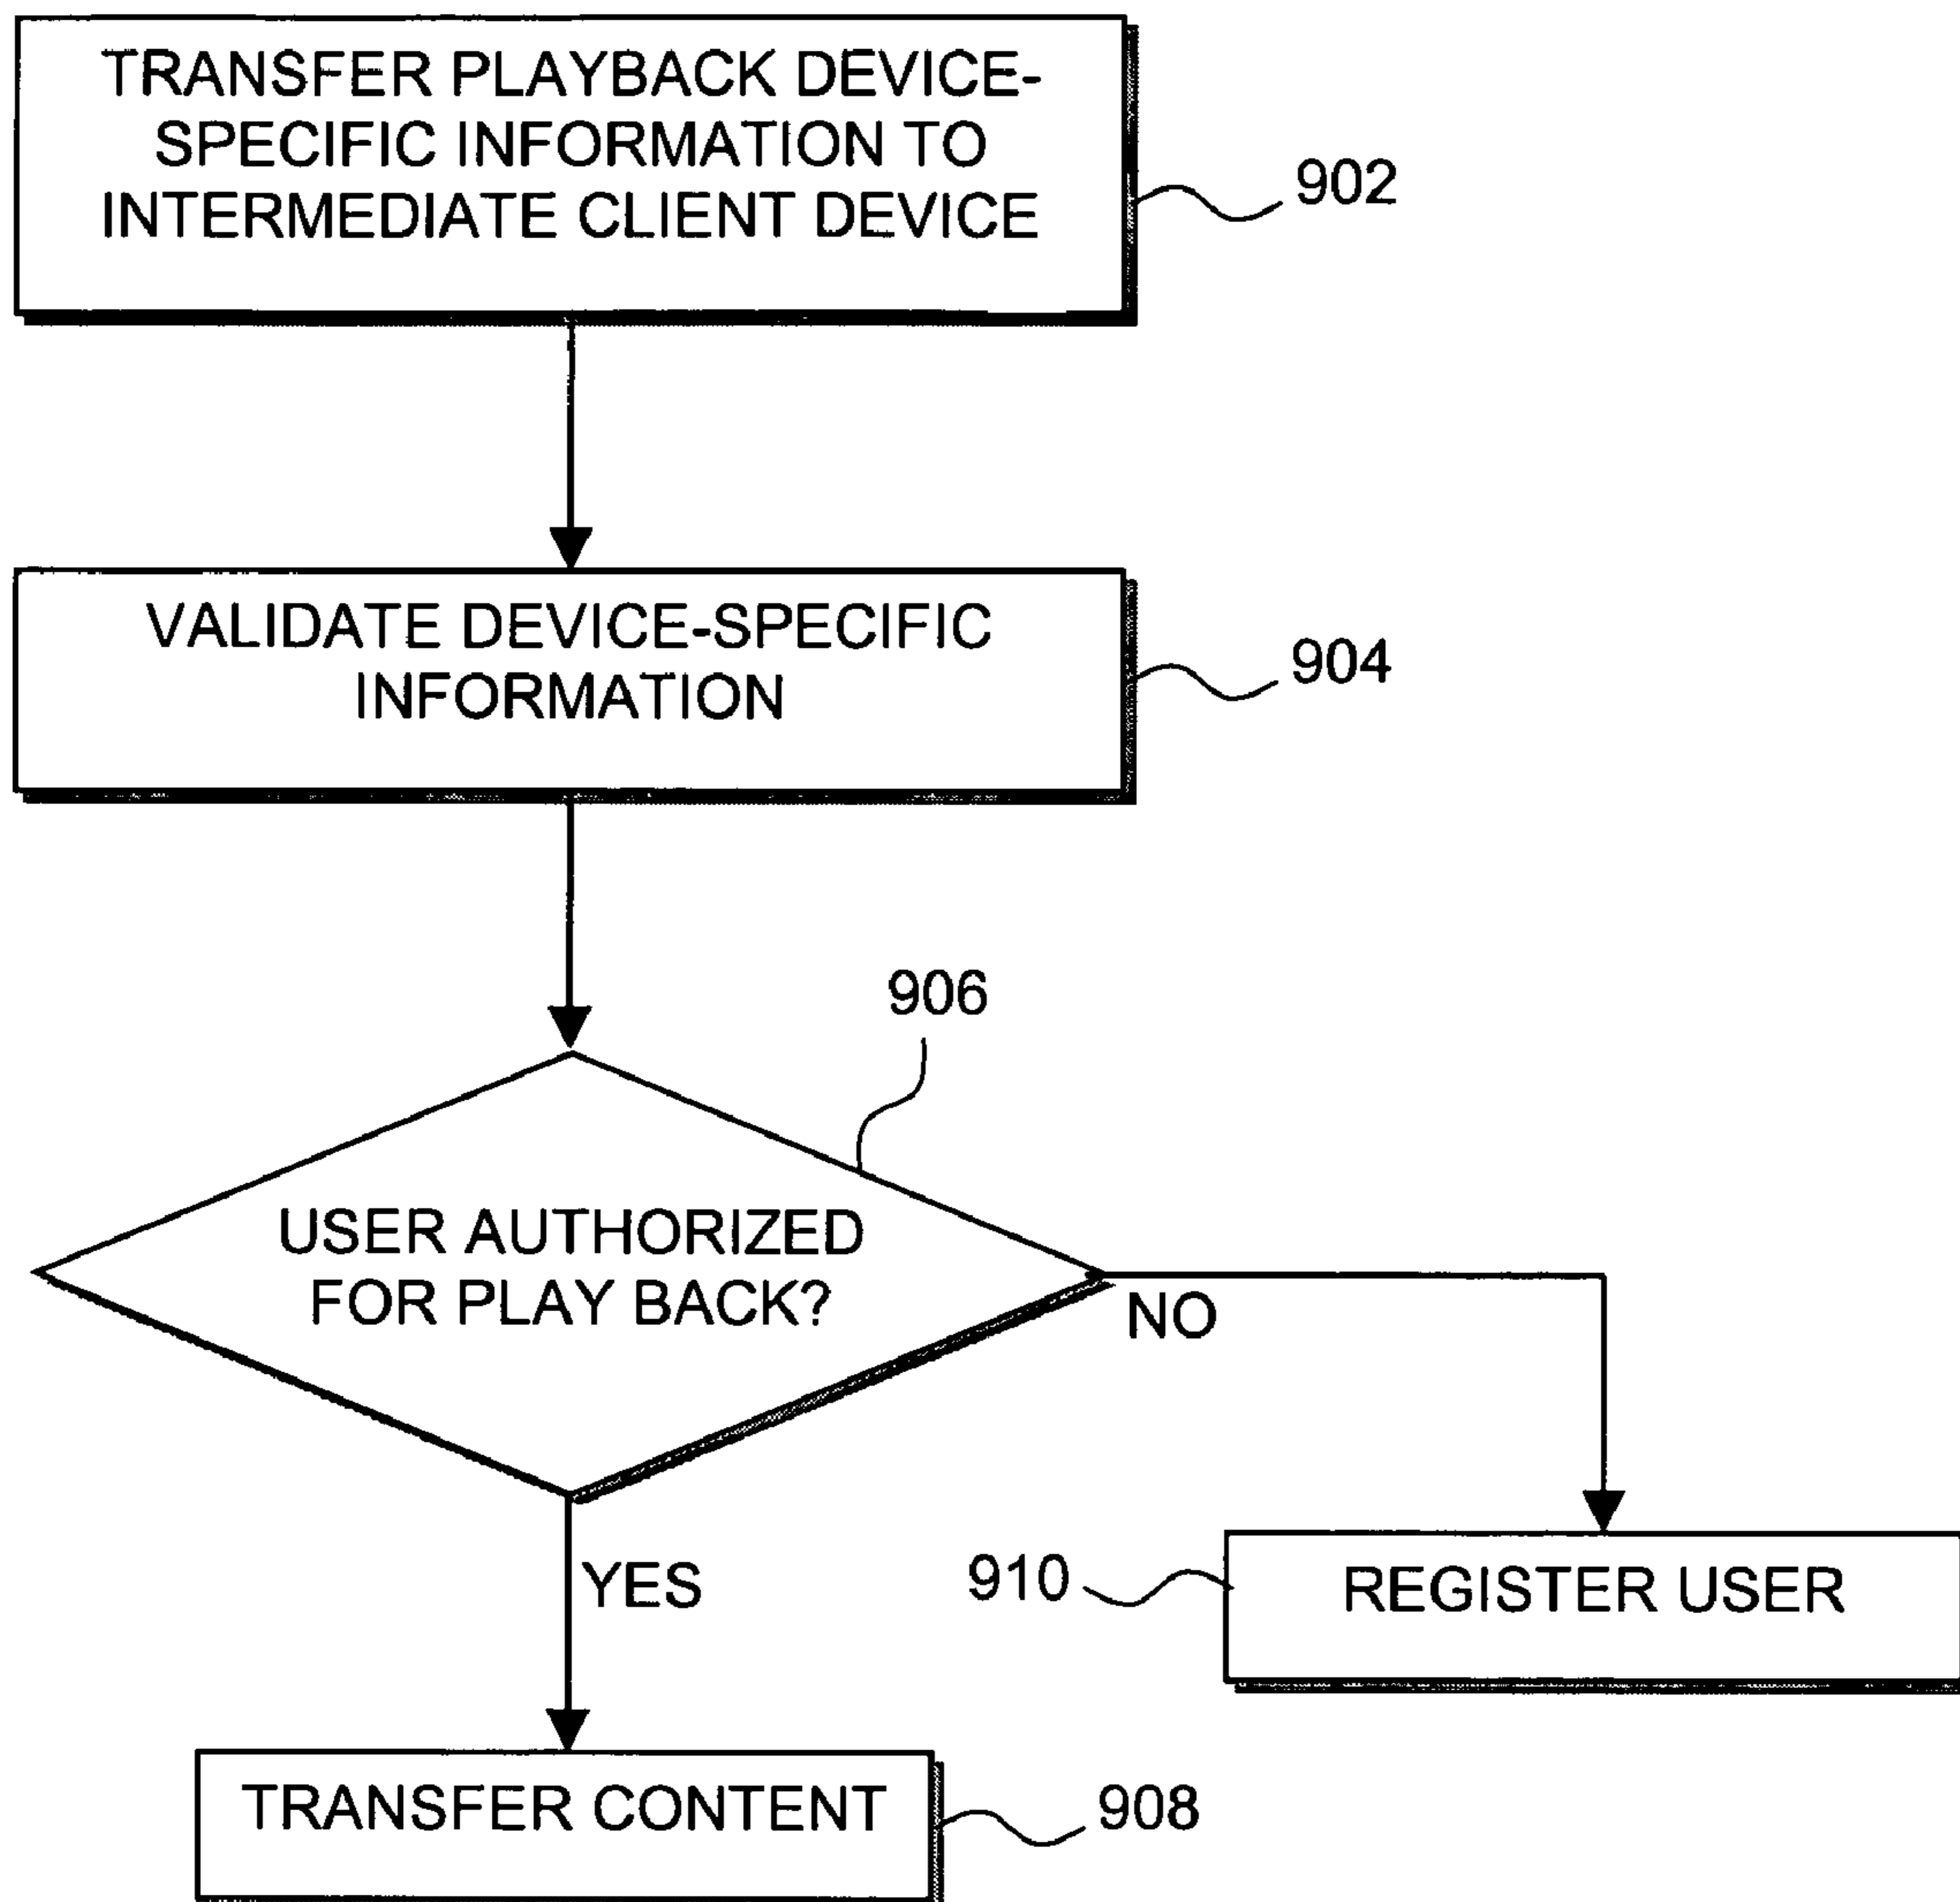 TRANSFER PLAYBACK DEVICE-
SPECIFIC INFORMATION TO
INTERMEDIATE CLIENT DEVICE
902
VALIDATE DEVICE-SPECIFIC
INFORMATION
904
906
USER AUTHORIZED
FOR PLAY BACK?
NO
YES
910
REGISTER USER
TRANSFER CONTENT
908